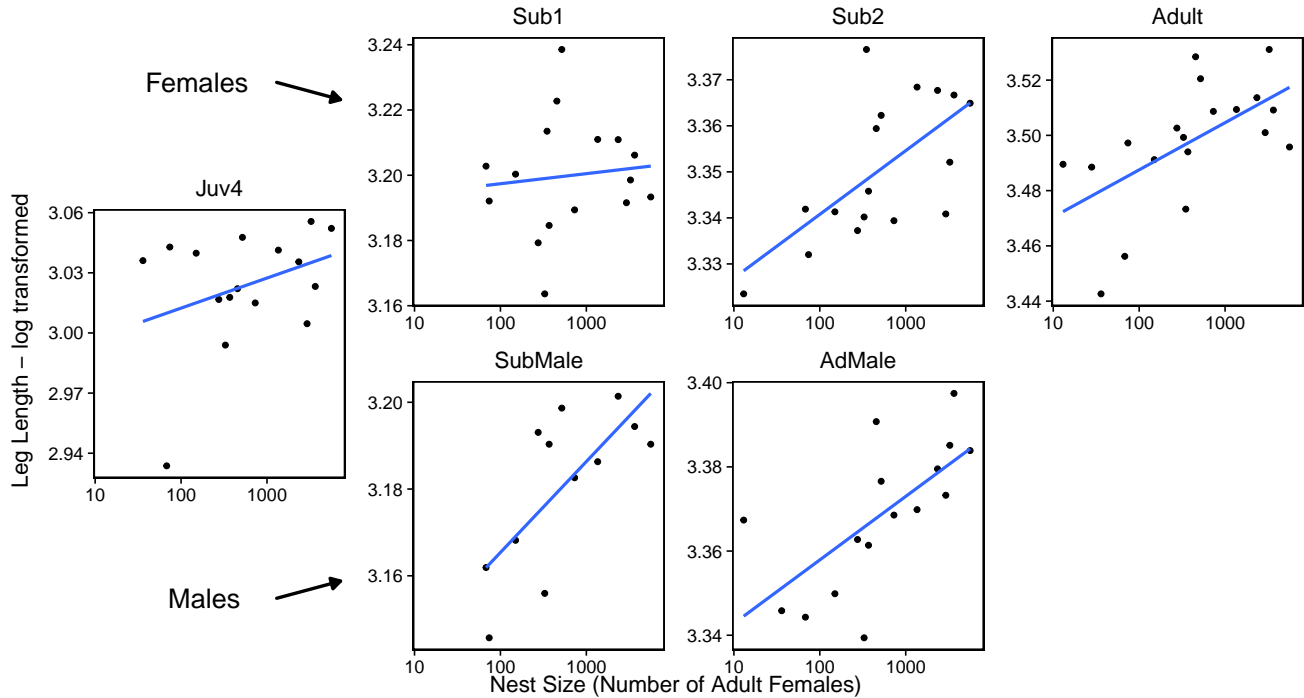 Sub1
Sub2
Adult
Females
3.24
3.22
3.20
3.18
3.16
10 100 1000
3.37
3.36
3.35
3.34
3.33
10 100 1000
3.52
3.50
3.48
3.46
3.44
10 100 1000
Leg Length – log transformed
Juv4
3.06
3.03
3.00
2.97
2.94
10 100 1000
SubMale
AdMale
Males
3.20
3.18
3.16
10 100 1000
3.40
3.38
3.36
3.34
10 100 1000
Nest Size (Number of Adult Females)